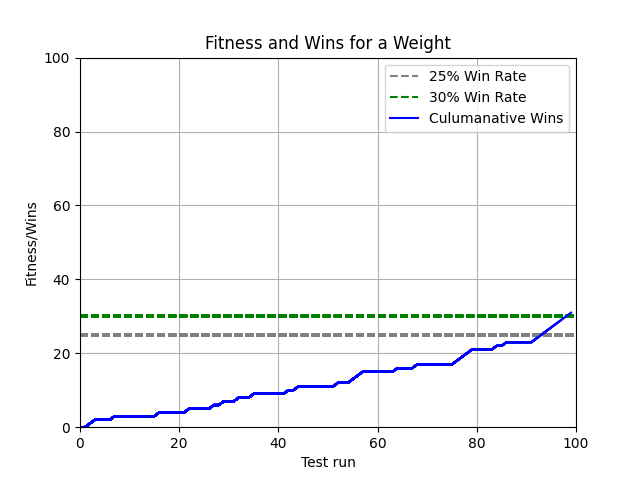 Fitness and Wins for a Weight
100
80
60
40
20
0
Fitness/Wins
25% Win Rate
30% Win Rate
Culumanative Wins
0 20 40 60 80 100
Test run